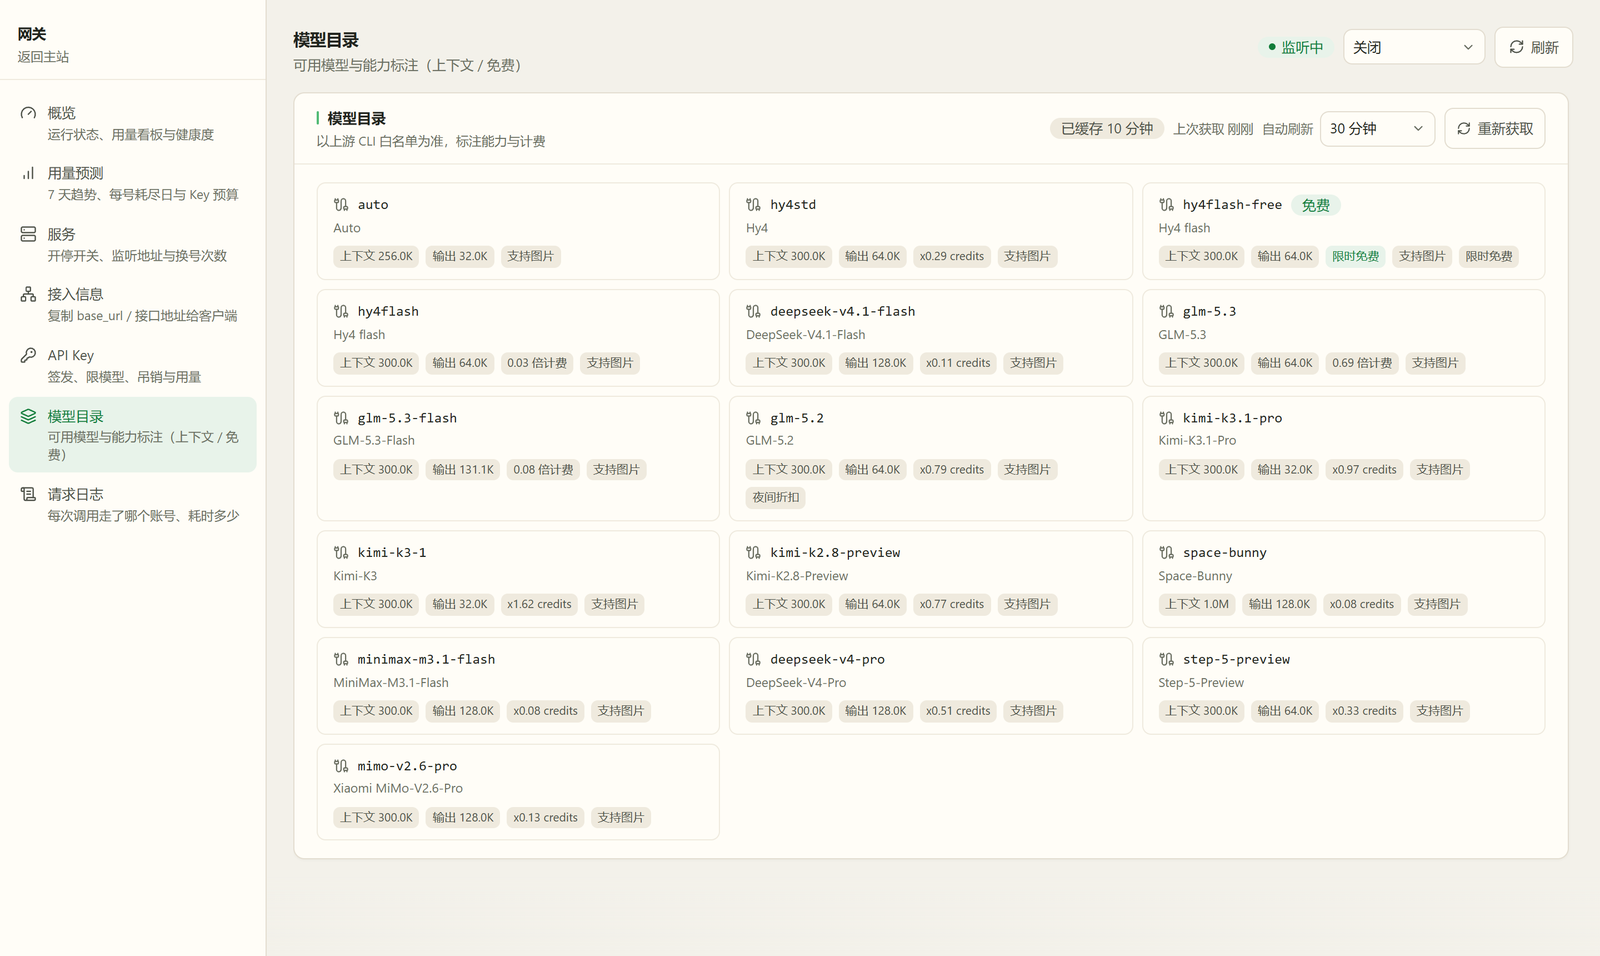 网关
返回主站
概览
运行状态、用量看板与健康度
用量预测
7 天趋势、每号耗尽日与 Key 预算
服务
开停开关、监听地址与换号次数
接入信息
复制 base_url / 接口地址给客户端
API Key
签发、限模型、吊销与用量
模型目录
可用模型与能力标注（上下文 / 免
费）
请求日志
每次调用走了哪个账号、耗时多少
模型目录
可用模型与能力标注（上下文 / 免费）
监听中
关闭
刷新
模型目录
以上游 CLI 白名单为准，标注能力与计费
已缓存 10 分钟 上次获取 刚刚 自动刷新 30 分钟 重新获取
auto
Auto
上下文 256.0K 输出 32.0K 支持图片
hy4std
Hy4
上下文 300.0K 输出 64.0K x0.29 credits 支持图片
hy4flash-free 免费
Hy4 flash
上下文 300.0K 输出 64.0K 限时免费 支持图片 限时免费
hy4flash
Hy4 flash
上下文 300.0K 输出 64.0K 0.03 倍计费 支持图片
deepseek-v4.1-flash
DeepSeek-V4.1-Flash
上下文 300.0K 输出 128.0K x0.11 credits 支持图片
glm-5.3
GLM-5.3
上下文 300.0K 输出 64.0K 0.69 倍计费 支持图片
glm-5.3-flash
GLM-5.3-Flash
上下文 300.0K 输出 131.1K 0.08 倍计费 支持图片
glm-5.2
GLM-5.2
上下文 300.0K 输出 64.0K x0.79 credits 支持图片
夜间折扣
kimi-k3.1-pro
Kimi-K3.1-Pro
上下文 300.0K 输出 32.0K x0.97 credits 支持图片
kimi-k3-1
Kimi-K3
上下文 300.0K 输出 32.0K x1.62 credits 支持图片
kimi-k2.8-preview
Kimi-K2.8-Preview
上下文 300.0K 输出 64.0K x0.77 credits 支持图片
space-bunny
Space-Bunny
上下文 1.0M 输出 128.0K x0.08 credits 支持图片
minimax-m3.1-flash
MiniMax-M3.1-Flash
上下文 300.0K 输出 128.0K x0.08 credits 支持图片
deepseek-v4-pro
DeepSeek-V4-Pro
上下文 300.0K 输出 128.0K x0.51 credits 支持图片
step-5-preview
Step-5-Preview
上下文 300.0K 输出 64.0K x0.33 credits 支持图片
mimo-v2.6-pro
Xiaomi MiMo-V2.6-Pro
上下文 300.0K 输出 128.0K x0.13 credits 支持图片